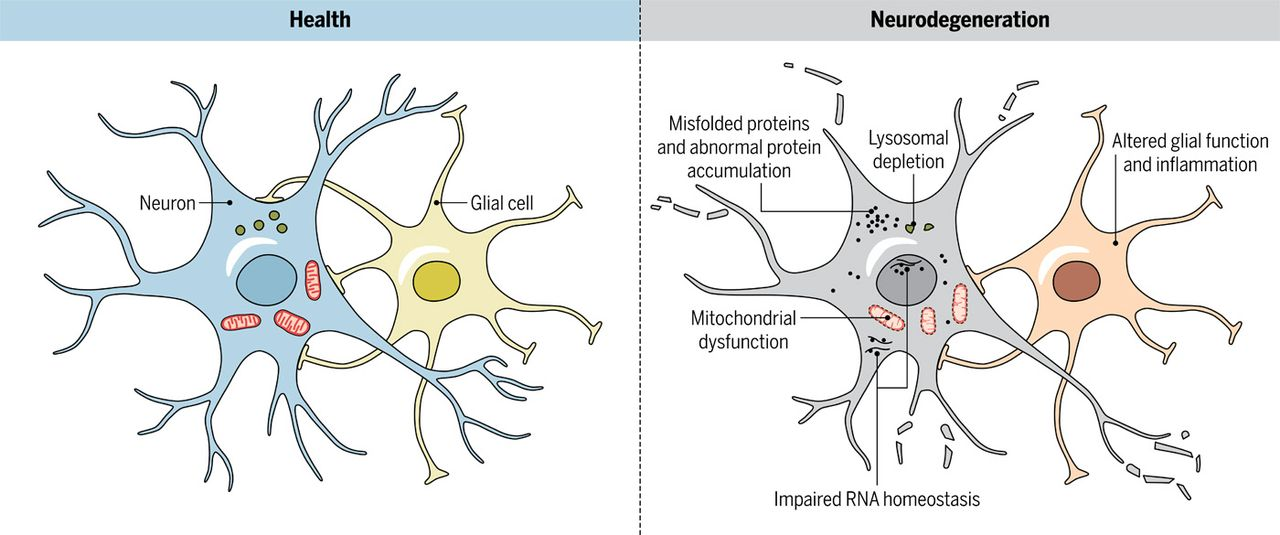 Health
Neurodegeneration
Neuron
Glial cell
Misfolded proteins
and abnormal protein
accumulation
Lysosomal
depletion
Altered glial function
and inflammation
Mitochondrial
dysfunction
Impaired RNA homeostasis